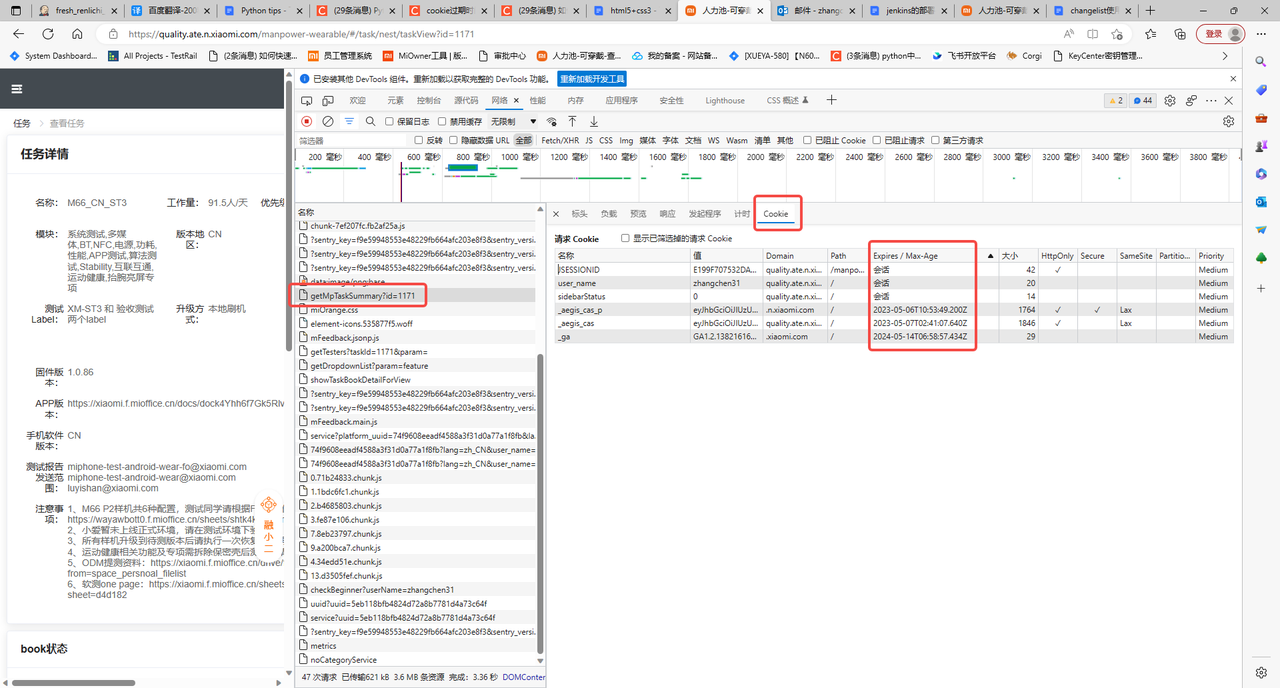 fresh_renlichi
百度翻译-200
Python tips -
(29条消息) Py
cookie过期时
(29条消息) 如
html5+css3 -
人力池-可穿戴
邮件 - zhang
jenkins的部署
人力池-可穿戴
changelist使用
https://quality.ate.n.xiaomi.com/manpower-wearable/#/task/nest/taskView?id=1171
登录
System Dashboard...
All Projects - TestRail
(2条消息) 如何快速...
员工管理系统
MiOwner工具 | 版...
审批中心
人力池-可穿戴-查...
我的备案 - 网站备...
[XUEYA-580] 【N60...
(3条消息) python中...
飞书开放平台
Corgi
KeyCenter密钥管理...
已安装其他 DevTools 组件。重新加载以获取完整的 DevTools 功能。
重新加载开发工具
欢迎 元素 控制台 源代码 网络 性能 内存 应用程序 安全性 Lighthouse CSS 概述
2
44
保留日志 禁用缓存 无限制
筛选器 反转 隐藏数据 URL 全部 Fetch/XHR JS CSS Img 媒体 字体 文档 WS Wasm 清单 其他 已阻止 Cookie 已阻止请求 第三方请求
200 毫秒 400 毫秒 600 毫秒 800 毫秒 1000 毫秒 1200 毫秒 1400 毫秒 1600 毫秒 1800 毫秒 2000 毫秒 2200 毫秒 2400 毫秒 2600 毫秒 2800 毫秒 3000 毫秒 3200 毫秒 3400 毫秒 3600 毫秒 3800 毫秒
任务 > 查看任务
任务详情
名称： M66_CN_ST3 工作量： 91.5人/天 优先级
模块： 系统测试,多媒体,BT,NFC,电源,功耗,性能,APP测试,算法测试,Stability,互互联互通,运动健康,抬腕亮屏专项
版本地区： CN
测试Label： XM-ST3 和 验收测试 两个label
升级方式： 本地刷机
固件版本： 1.0.86
APP版本： https://xiaomi.f.mioffice.cn/docs/dock4Yhh6f7Gk5Rlv
手机软件版本： CN
测试报告发送范围： miphone-test-android-wear-fo@xiaomi.com
miphone-test-android-wear@xiaomi.com
luyishan@xiaomi.com
注意事项： 1、M66 P2样机共6种配置，测试同学请根据
https://wayawbott0.f.mioffice.cn/sheets/shtk4
2、小爱暂未上线正式环境，请在测试环境下
3、所有样机升级到待测版本后请执行一次恢复
4、运动健康相关功能及专项需拆除保密壳后测
5、ODM提测资料：https://xiaomi.f.mioffice.cn/drive/
from=space_persnoal_filelist
6、软测one page：https://xiaomi.f.mioffice.cn/sheets
sheet=d4d182
融小二
book状态
名称
chunk-7ef207fc.fb2af25a.js
?sentry_key=f9e59948553e48229fb664afc203e8f3&sentry_versi.
?sentry_key=f9e59948553e48229fb664afc203e8f3&sentry_versi.
?sentry_key=f9e59948553e48229fb664afc203e8f3&sentry_versi.
data:image/png;base
getMpTaskSummary?id=1171
miOrange.css
element-icons.535877f5.woff
mFeedback.jsonp.js
getTesters?taskId=1171&param=
getDropdownList?param=feature
showTaskBookDetailForView
?sentry_key=f9e59948553e48229fb664afc203e8f3&sentry_versi.
?sentry_key=f9e59948553e48229fb664afc203e8f3&sentry_versi.
mFeedback.main.js
service?platform_uuid=74f9608eeadf4588a3f31d0a77a1f8fb&la.
74f9608eeadf4588a3f31d0a77a1f8fb?lang=zh_CN&user_name=
74f9608eeadf4588a3f31d0a77a1f8fb?lang=zh_CN&user_name=
0.71b24833.chunk.js
1.1bdc6fc1.chunk.js
2.b4685803.chunk.js
3.fe87e106.chunk.js
7.8eb23797.chunk.js
9.a200bca7.chunk.js
4.34edd51e.chunk.js
13.d3505fef.chunk.js
checkBeginner?userName=zhangchen31
uuid?uuid=5eb118bfb4824d72a8b7781d4a73c64f
service?uuid=5eb118bfb4824d72a8b7781d4a73c64f
?sentry_key=f9e59948553e48229fb664afc203e8f3&sentry_versi.
metrics
noCategoryService
47 次请求 已传输621 kB 3.6 MB 条资源 完成：3.36 秒 DOMConter
标头 负载 预览 响应 发起程序 计时 Cookie
请求 Cookie 显示已筛选掉的请求 Cookie
名称 值 Domain Path Expires / Max-Age 大小 HttpOnly Secure SameSite Partitio... Priority
JSESSIONID E199F707532DA... quality.ate.n.xi... /manpo... 会话 42 ✓ Medium
user_name zhangchen31 quality.ate.n.xi... / 会话 20 Medium
sidebarStatus 0 quality.ate.n.xi... / 会话 14 Medium
_aegis_cas_p eyJhbGciOiJIUzU... .n.xiaomi.com / 2023-05-06T10:53:49.200Z 1764 ✓ ✓ Lax Medium
_aegis_cas eyJhbGciOiJIUzU... quality.ate.n.xi... / 2023-05-07T02:41:07.640Z 1846 ✓ Lax Medium
_ga GA1.2.13821616... .xiaomi.com / 2024-05-14T06:58:57.434Z 29 Medium